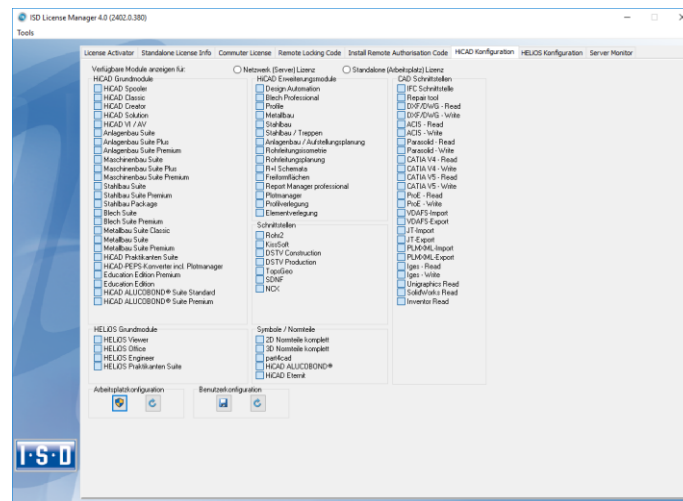 ISD License Manager 4.0 (2402.0.380)
Tools
License Activator
Standalone License Info
Commuter License
Remote Locking Code
Install Remote Authorisation Code
HiCAD Konfiguration
HELiOS Konfiguration
Server Monitor
Verfügbare Module anzeigen für:
Netzwerk (Server) Lizenz
Standalone (Arbeitsplatz) Lizenz
HiCAD Grundmodule
HiCAD Spooler
HiCAD Classic
HiCAD Creator
HiCAD Solution
HiCAD VI / AV
Anlagenbau Suite
Anlagenbau Suite Plus
Anlagenbau Suite Premium
Maschinenbau Suite
Maschinenbau Suite Plus
Maschinenbau Suite Premium
Stahlbau Suite
Stahlbau Suite Premium
Stahlbau Package
Blech Suite
Blech Suite Premium
Metallbau Suite Classic
Metallbau Suite
Metallbau Suite Premium
HiCAD Praktikanten Suite
HiCAD-PEPS-Konverter incl. Plotmanager
Education Edition Premium
Education Edition
HiCAD ALUCOBOND® Suite Standard
HiCAD ALUCOBOND® Suite Premium
HiCAD Erweiterungsmodule
Design Automation
Blech Professional
Profile
Metallbau
Stahlbau
Stahlbau / Treppen
Anlagenbau / Aufstellungsplanung
Rohrleitungsisometrie
Rohrleitungsplanung
R+I Schemata
Freiformflächen
Report Manager professional
Plotmanager
Profilverlegung
Elementverlegung
Schnittstellen
Rohr2
KissSoft
DSTV Construction
DSTV Production
TopsGeo
SDNF
NCX
CAD Schnittstellen
IFC Schnittstelle
Repair tool
DXF/DWG - Read
DXF/DWG - Write
ACIS - Read
ACIS - Write
Parasolid - Read
Parasolid - Write
CATIA V4 - Read
CATIA V4 - Write
CATIA V5 - Read
CATIA V5 - Write
ProE - Read
ProE - Write
VDAFS-Import
VDAFS-Export
JT-Import
JT-Export
PLMXML-Import
PLMXML-Export
Iges - Read
Iges - Write
Unigraphics Read
SolidWorks Read
Inventor Read
HELiOS Grundmodule
HELiOS Viewer
HELiOS Office
HELiOS Engineer
HELiOS Praktikanten Suite
Symbole / Normteile
2D Normteile komplett
3D Normteile komplett
part4cad
HiCAD ALUCOBOND®
HiCAD Eternit
Arbeitsplatzkonfiguration
Benutzerkonfiguration
I·S·D